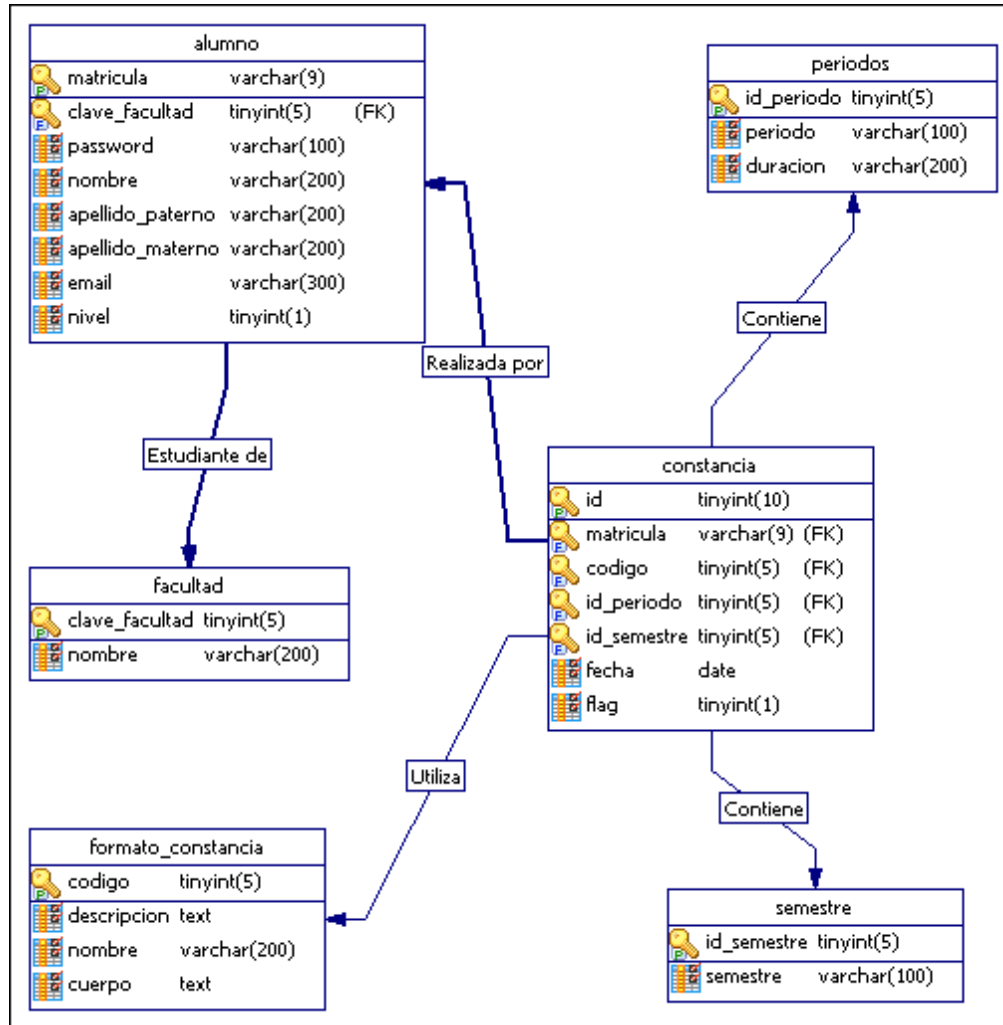 alumno
matricula varchar(9)
clave_facultad tinyint(5) (FK)
password varchar(100)
nombre varchar(200)
apellido_paterno varchar(200)
apellido_materno varchar(200)
email varchar(300)
nivel tinyint(1)
periodos
id_periodo tinyint(5)
periodo varchar(100)
duracion varchar(200)
Contiene
Realizada por
Estudiante de
constancia
id tinyint(10)
matricula varchar(9) (FK)
codigo tinyint(5) (FK)
id_periodo tinyint(5) (FK)
id_semestre tinyint(5) (FK)
fecha date
flag tinyint(1)
facultad
clave_facultad tinyint(5)
nombre varchar(200)
Utiliza
Contiene
formato_constancia
codigo tinyint(5)
descripcion text
nombre varchar(200)
cuerpo text
semestre
id_semestre tinyint(5)
semestre varchar(100)